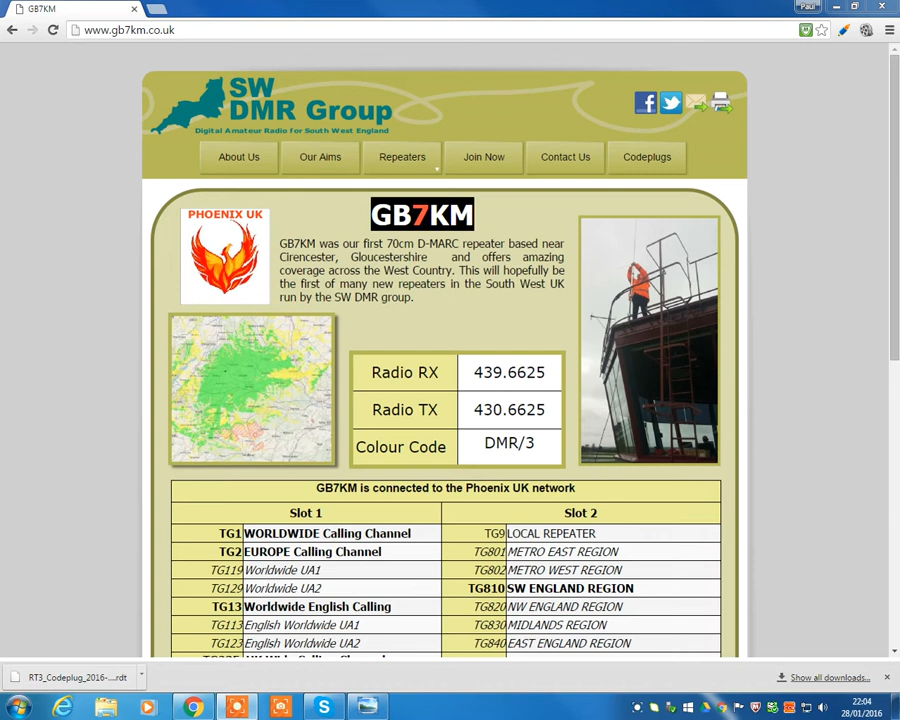 GB7KM
Paul
www.gb7km.co.uk
SW
DMR Group
Digital Amateur Radio for South West England
About Us
Our Aims
Repeaters
Join Now
Contact Us
Codeplugs
PHOENIX UK
GB7KM
GB7KM was our first 70cm D-MARC repeater based near
Cirencester, Gloucestershire and offers amazing
coverage across the West Country. This will hopefully be
the first of many new repeaters in the South West UK
run by the SW DMR group.
Radio RX 439.6625
Radio TX 430.6625
Colour Code DMR/3
GB7KM is connected to the Phoenix UK network
Slot 1 Slot 2
TG1 WORLDWIDE Calling Channel TG9 LOCAL REPEATER
TG2 EUROPE Calling Channel TG801 METRO EAST REGION
TG119 Worldwide UA1 TG802 METRO WEST REGION
TG129 Worldwide UA2 TG810 SW ENGLAND REGION
TG13 Worldwide English Calling TG820 NW ENGLAND REGION
TG113 English Worldwide UA1 TG830 MIDLANDS REGION
TG123 English Worldwide UA2 TG840 EAST ENGLAND REGION
RT3_Codeplug_2016-....rdt
Show all downloads...
22:04
28/01/2016